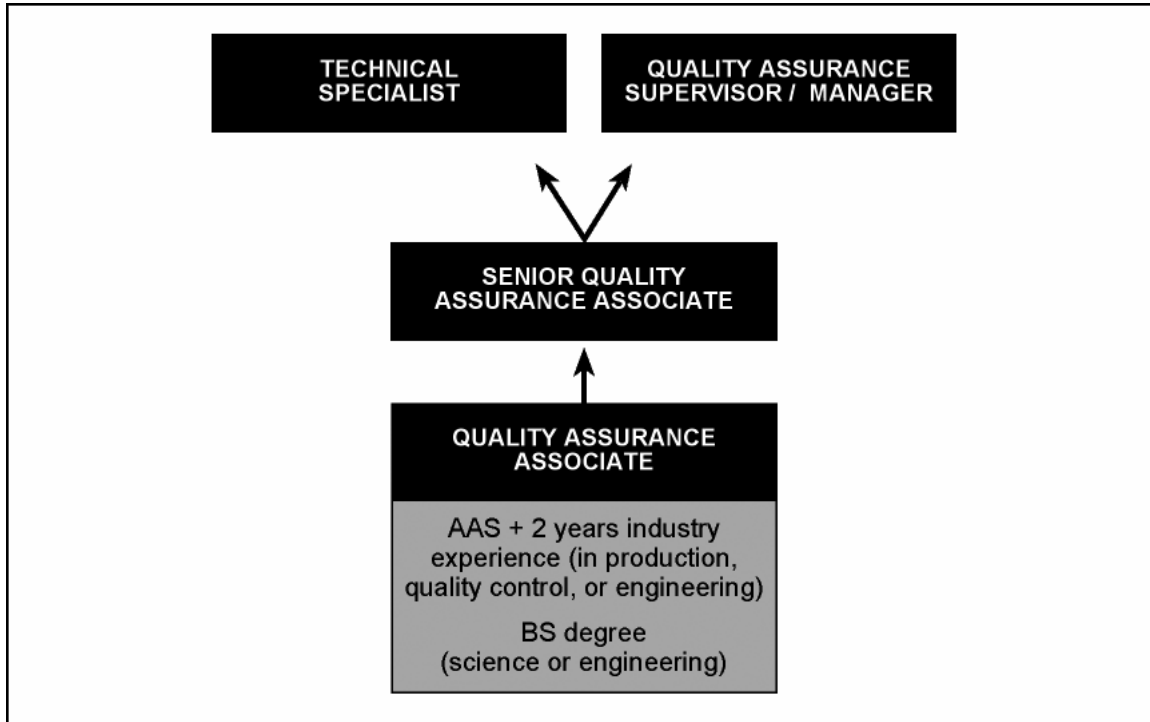 TECHNICAL
SPECIALIST
QUALITY ASSURANCE
SUPERVISOR / MANAGER
SENIOR QUALITY
ASSURANCE ASSOCIATE
QUALITY ASSURANCE
ASSOCIATE
AAS + 2 years industry
experience (in production,
quality control, or engineering)
BS degree
(science or engineering)